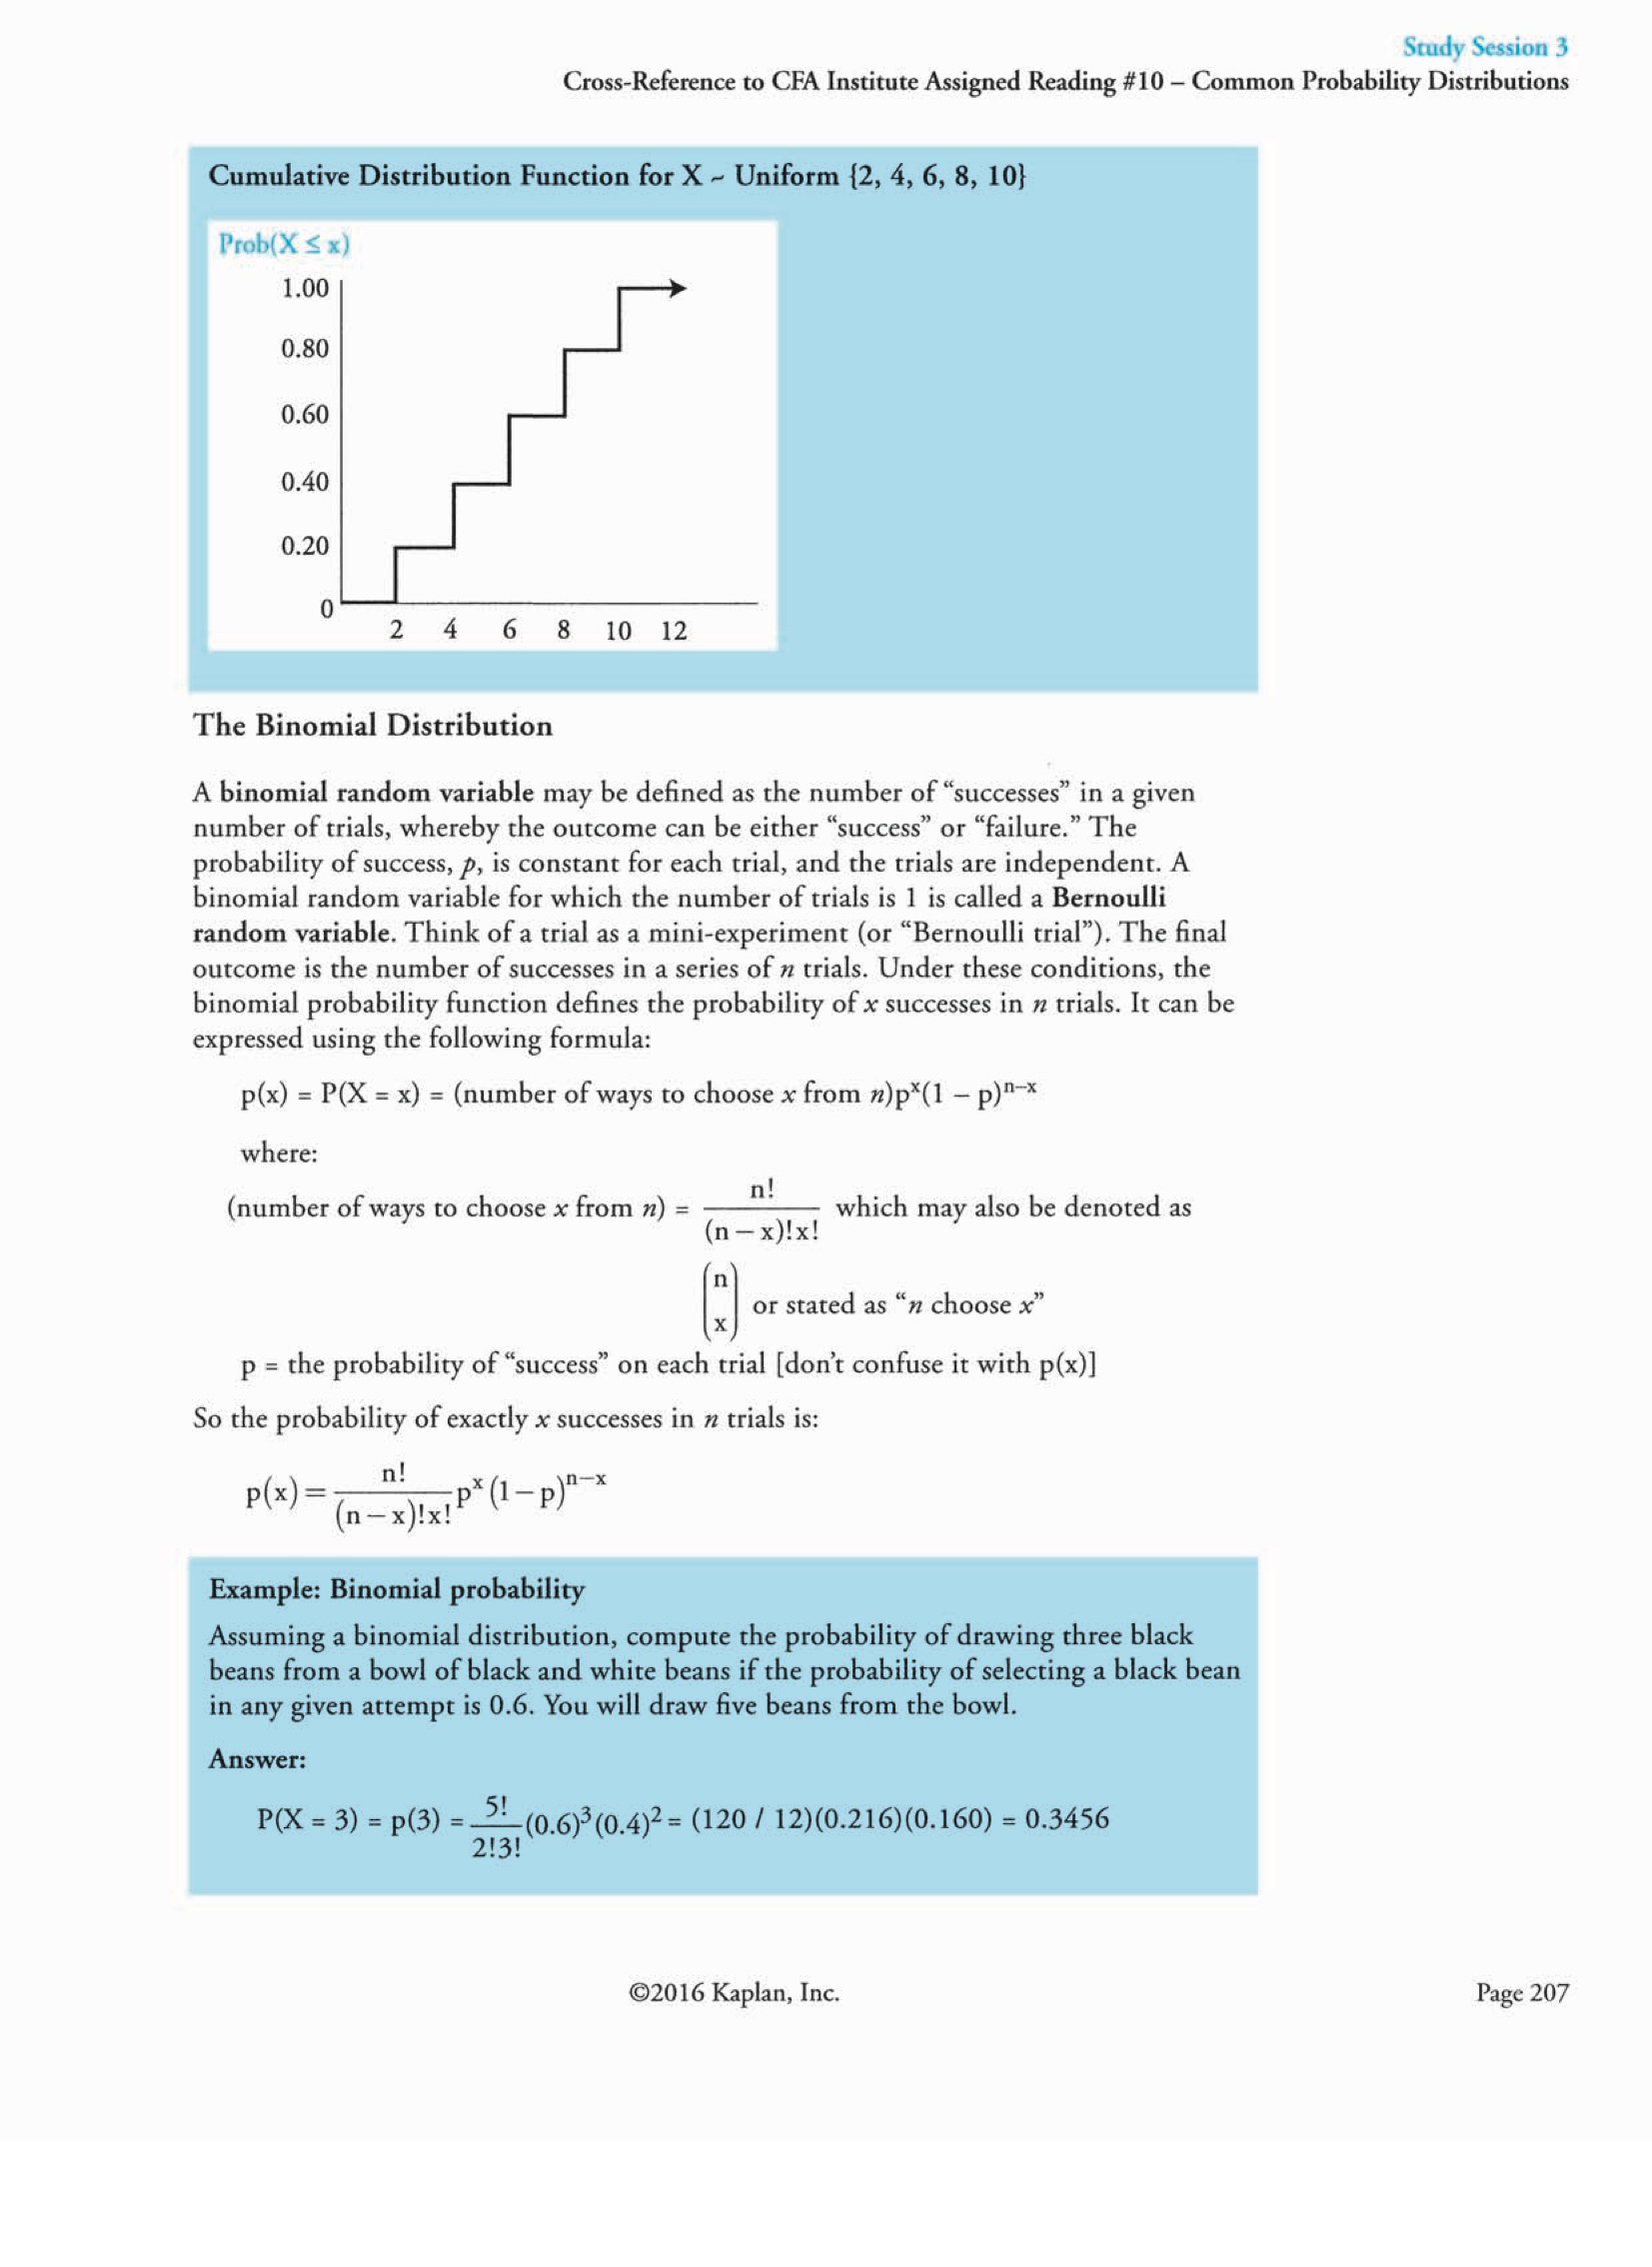 Study Session 3
Cross-Reference to CFA Institute Assigned Reading #10 – Common Probability Distributions
Cumulative Distribution Function for X ~ Uniform {2, 4, 6, 8, 10}
Prob(X ≤ x)
1.00
0.80
0.60
0.40
0.20
0
2 4 6 8 10 12
The Binomial Distribution
A binomial random variable may be defined as the number of “successes” in a given
number of trials, whereby the outcome can be either “success” or “failure.” The
probability of success, p, is constant for each trial, and the trials are independent. A
binomial random variable for which the number of trials is 1 is called a Bernoulli
random variable. Think of a trial as a mini-experiment (or “Bernoulli trial”). The final
outcome is the number of successes in a series of n trials. Under these conditions, the
binomial probability function defines the probability of x successes in n trials. It can be
expressed using the following formula:
p(x) = P(X = x) = (number of ways to choose x from n)pˣ(1 – p)ⁿ⁻ˣ
where:
(number of ways to choose x from n) = n! / (n – x)!x! which may also be denoted as
(n x) or stated as “n choose x”
p = the probability of “success” on each trial [don’t confuse it with p(x)]
So the probability of exactly x successes in n trials is:
p(x) = n! / (n – x)!x! pˣ (1 – p)ⁿ⁻ˣ
Example: Binomial probability
Assuming a binomial distribution, compute the probability of drawing three black
beans from a bowl of black and white beans if the probability of selecting a black bean
in any given attempt is 0.6. You will draw five beans from the bowl.
Answer:
P(X = 3) = p(3) = 5! / 2!3! (0.6)³(0.4)² = (120 / 12)(0.216)(0.160) = 0.3456
©2016 Kaplan, Inc.
Page 207